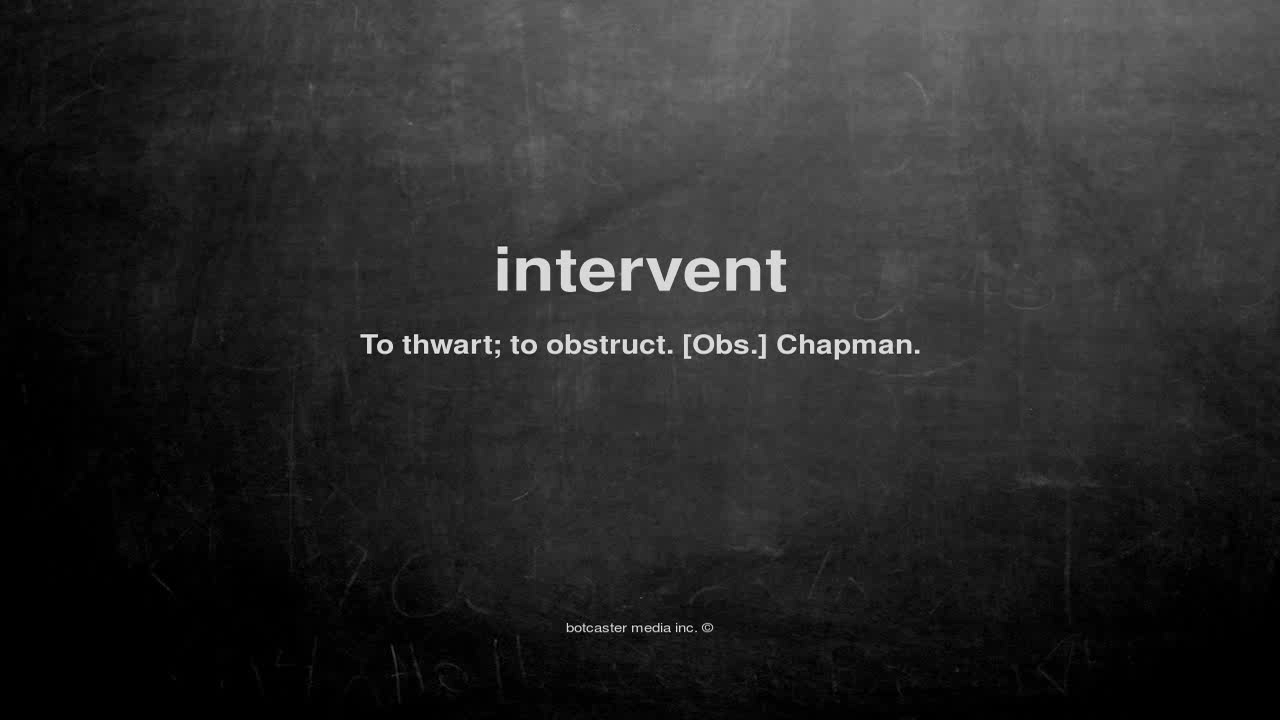 intervent
To thwart; to obstruct. [Obs.] Chapman.
botcaster media inc. ©